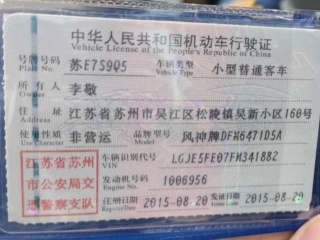 中华人民共和国机动车行驶证
Vehicle License of the People's Republic of China
号牌号码 苏E7S9Q5 车辆类型 小型普通客车
Plate No. Vehicle Type
所有人 李敬
Owner
住址 江苏省苏州市吴江区松陵镇吴新小区160号
Address
使用性质 非营运 品牌型号 风神牌DFM6471D5A
Use Character Model
江苏省苏州
市公安局交
通警察支队
车辆识别代号 LGJE5FE07FM341882
VIN
发动机号码 1006956
Engine No.
注册日期 2015-08-20 发证日期 2015-08-20
Register Date Issue Date